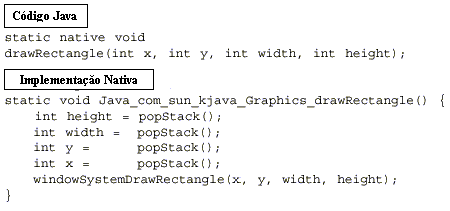 Código Java
static native void
drawRectangle(int x, int y, int width, int height);
Implementação Nativa
static void Java_com_sun_kjava_Graphics_drawRectangle() {
int height = popStack();
int width = popStack();
int y = popStack();
int x = popStack();
windowSystemDrawRectangle(x, y, width, height);
}